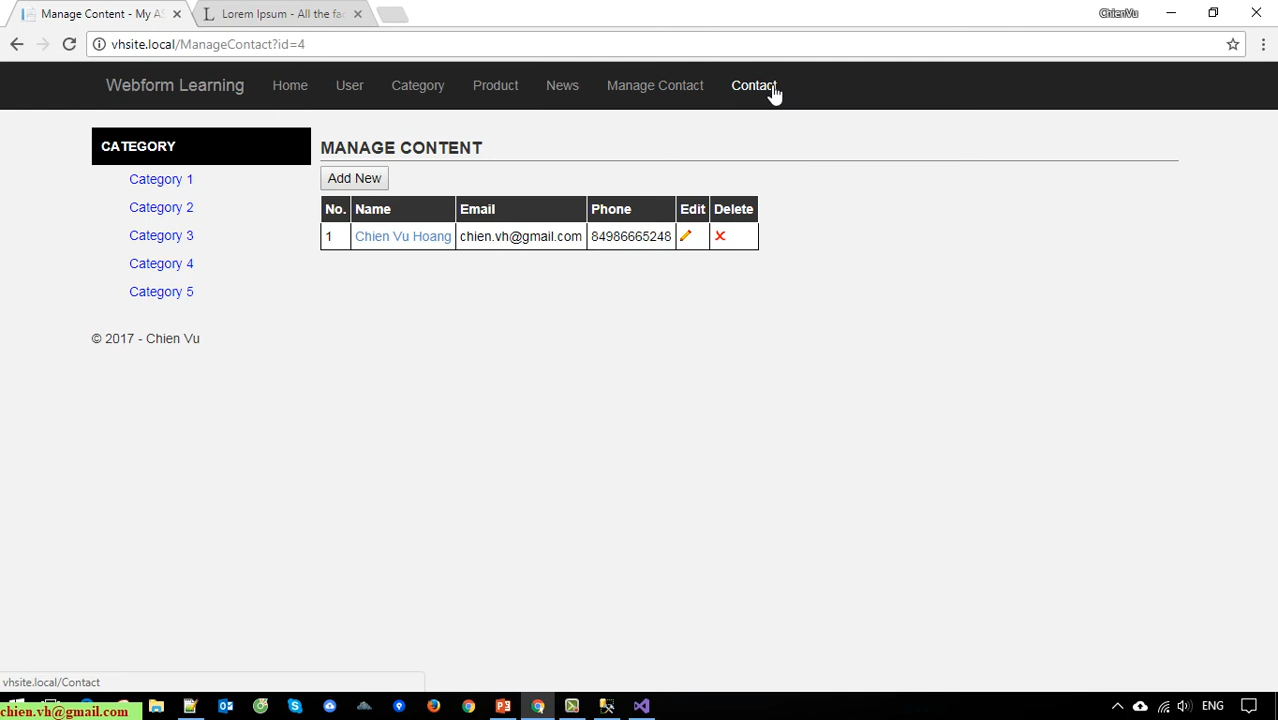 Manage Content - My AS
Lorem Ipsum - All the fac
ChienVu
vhsite.local/ManageContact?id=4
Webform Learning Home User Category Product News Manage Contact Contact
CATEGORY
Category 1
Category 2
Category 3
Category 4
Category 5
© 2017 - Chien Vu
MANAGE CONTENT
Add New
No. Name Email Phone Edit Delete
1 Chien Vu Hoang chien.vh@gmail.com 84986665248
vhsite.local/Contact
chien.vh@gmail.com
ENG